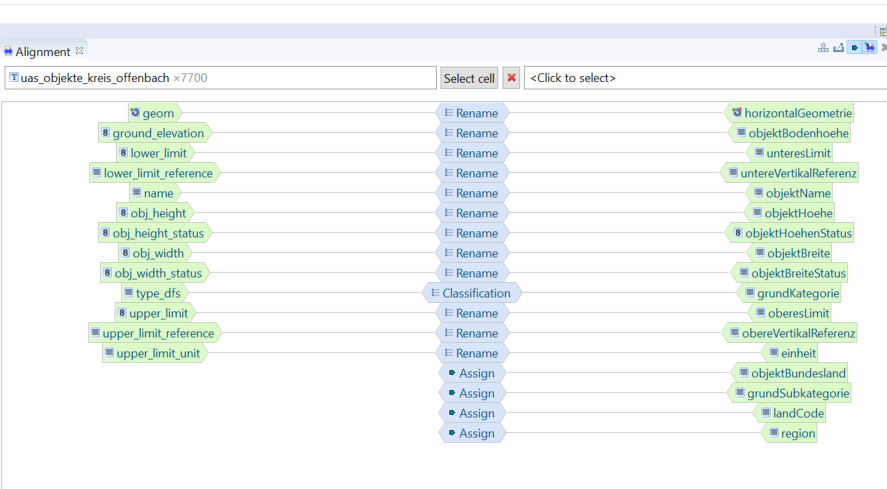 Alignment
uas_objekte_kreis_offenbach ×7700 Select cell <Click to select>
geom Rename horizontalGeometrie
ground_elevation Rename objektBodenhoehe
lower_limit Rename unteresLimit
lower_limit_reference Rename untereVertikalReferenz
name Rename objektName
obj_height Rename objektHoehe
obj_height_status Rename objektHoehenStatus
obj_width Rename objektBreite
obj_width_status Rename objektBreiteStatus
type_dfs Classification grundKategorie
upper_limit Rename oberesLimit
upper_limit_reference Rename obereVertikalReferenz
upper_limit_unit Rename einheit
Assign objektBundesland
Assign grundSubkategorie
Assign landCode
Assign region